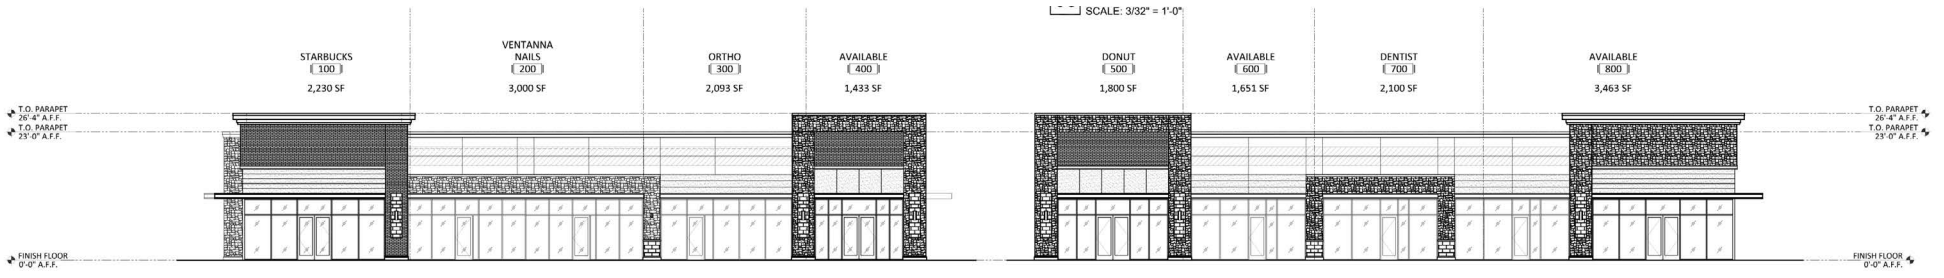 SCALE: 3/32" = 1'-0"
STARBUCKS
100
2,230 SF
VENTANNA
NAILS
200
3,000 SF
ORTHO
300
2,093 SF
AVAILABLE
400
1,433 SF
DONUT
500
1,800 SF
AVAILABLE
600
1,651 SF
DENTIST
700
2,100 SF
AVAILABLE
800
3,463 SF
T.O. PARAPET
26'-4" A.F.F.
T.O. PARAPET
23'-0" A.F.F.
FINISH FLOOR
0'-0" A.F.F.
T.O. PARAPET
26'-4" A.F.F.
T.O. PARAPET
23'-0" A.F.F.
FINISH FLOOR
0'-0" A.F.F.